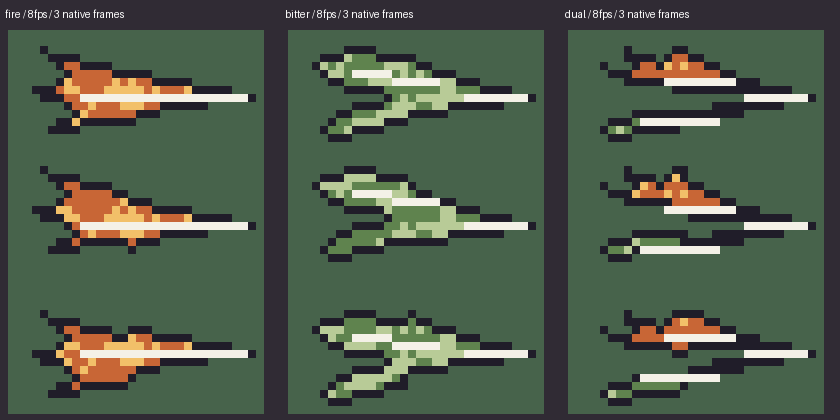 fire / 8fps / 3 native frames
bitter / 8fps / 3 native frames
dual / 8fps / 3 native frames